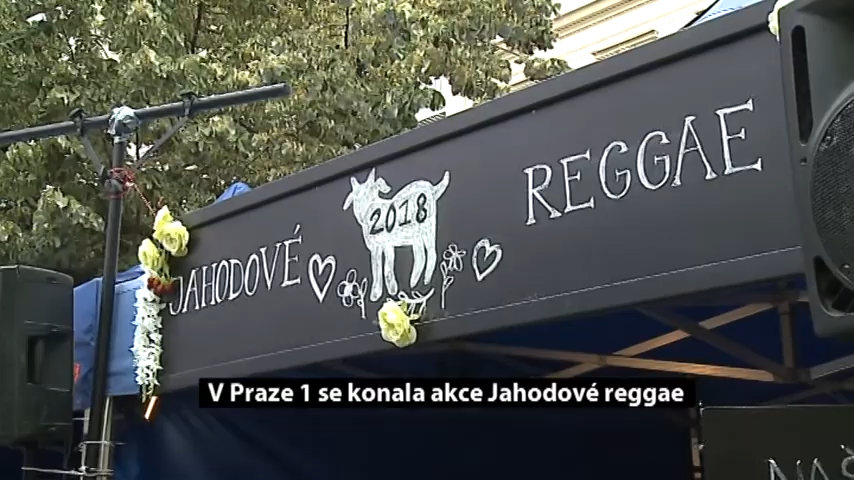 JAHODOVÉ 2018 REGGAE
V Praze 1 se konala akce Jahodové reggae